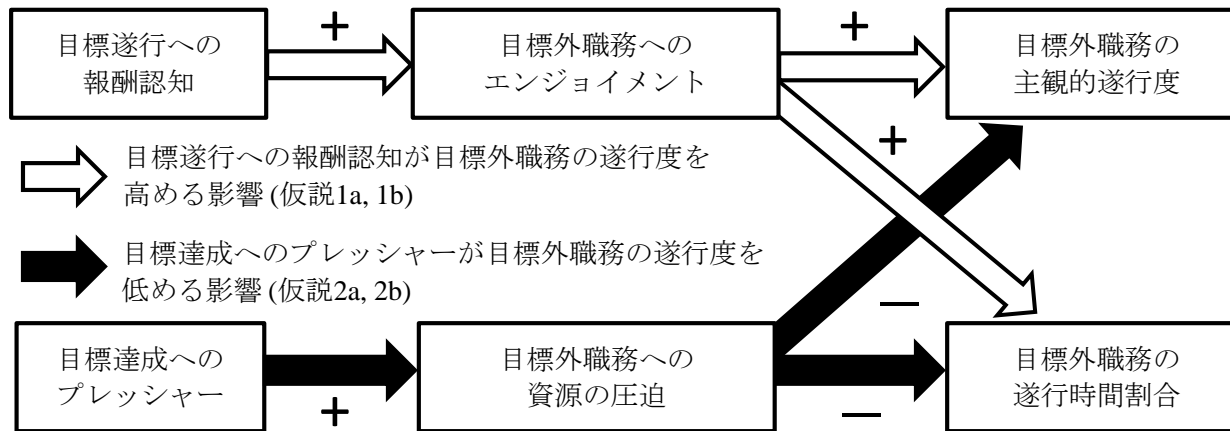 目標遂行への
報酬認知
+
目標外職務への
エンジョイメント
+
目標外職務の
主観的遂行度
+
目標遂行への報酬認知が目標外職務の遂行度を
高める影響 (仮説1a, 1b)
目標達成へのプレッシャーが目標外職務の遂行度を
低める影響 (仮説2a, 2b)
—
目標達成への
プレッシャー
+
目標外職務への
資源の圧迫
—
目標外職務の
遂行時間割合